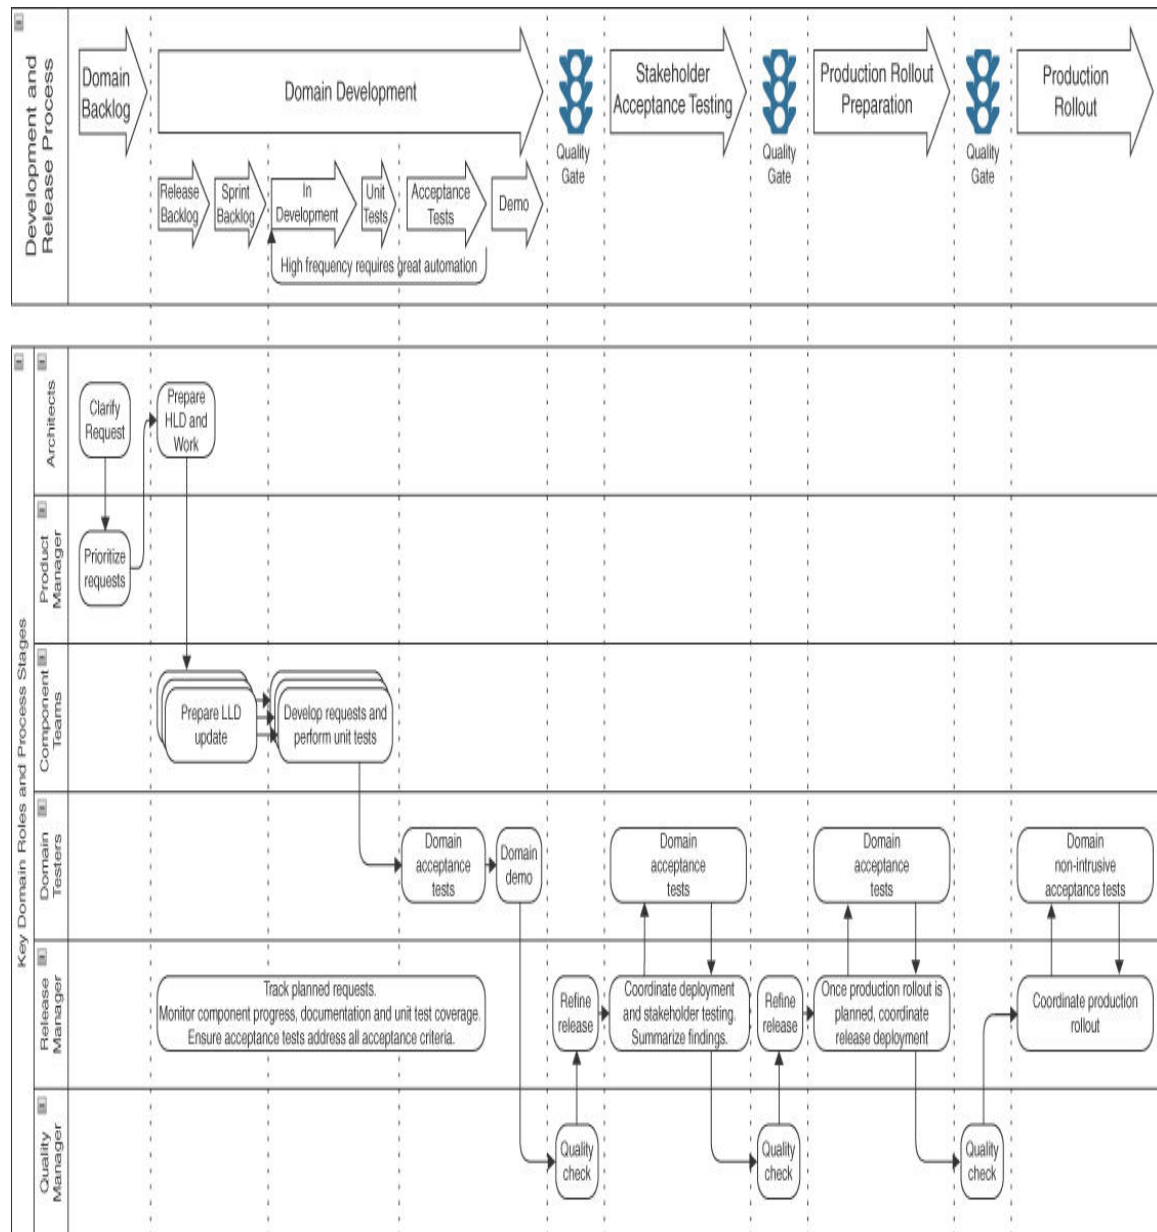 Development and
Release Process
Domain
Backlog
Domain Development
Quality
Gate
Stakeholder
Acceptance Testing
Quality
Gate
Production Rollout
Preparation
Quality
Gate
Production
Rollout
Release
Backlog
Sprint
Backlog
In
Development
Unit
Tests
Acceptance
Tests
Demo
High frequency requires great automation
Key Domain Roles and Process Stages
Architects
Clarify
Request
Prepare
HLD and
Work
Product
Manager
Prioritize
requests
Component
Teams
Prepare LLD
update
Develop requests and
perform unit tests
Domain
Testers
Domain
acceptance
tests
Domain
demo
Domain
acceptance
tests
Domain
acceptance
tests
Domain
non-intrusive
acceptance tests
Release
Manager
Track planned requests.
Monitor component progress, documentation and unit test coverage.
Ensure acceptance tests address all acceptance criteria.
Refine
release
Coordinate deployment
and stakeholder testing.
Summarize findings.
Refine
release
Once production rollout is
planned, coordinate
release deployment
Coordinate production
rollout
Quality
Manager
Quality
check
Quality
check
Quality
check